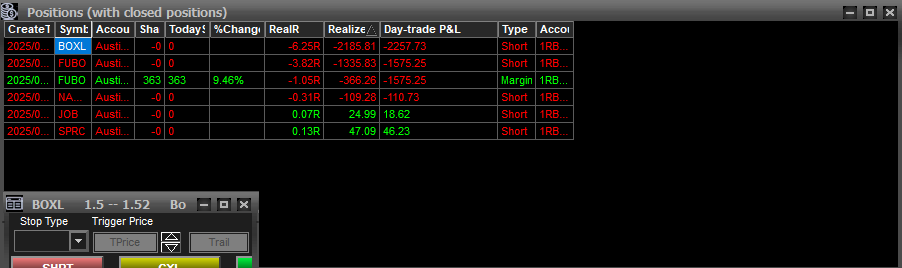 Positions (with closed positions)
CreateT Symb Accou Sha TodayS %Change RealR Realize Day-trade P&L Type Accou
2025/0... BOXL Austi... -0 0 -6.25R -2185.81 -2257.73 Short 1RB...
2025/0... FUBO Austi... -0 0 -3.82R -1335.83 -1575.25 Short 1RB...
2025/0... FUBO Austi... 363 363 9.46% -1.05R -366.26 -1575.25 Margin 1RB...
2025/0... NA... Austi... -0 0 -0.31R -109.28 -110.73 Short 1RB...
2025/0... JOB Austi... -0 0 0.07R 24.99 18.62 Short 1RB...
2025/0... SPRC Austi... -0 0 0.13R 47.09 46.23 Short 1RB...
BOXL 1.5 -- 1.52 Bo
Stop Type Trigger Price
TPrice Trail
SHRT CXL